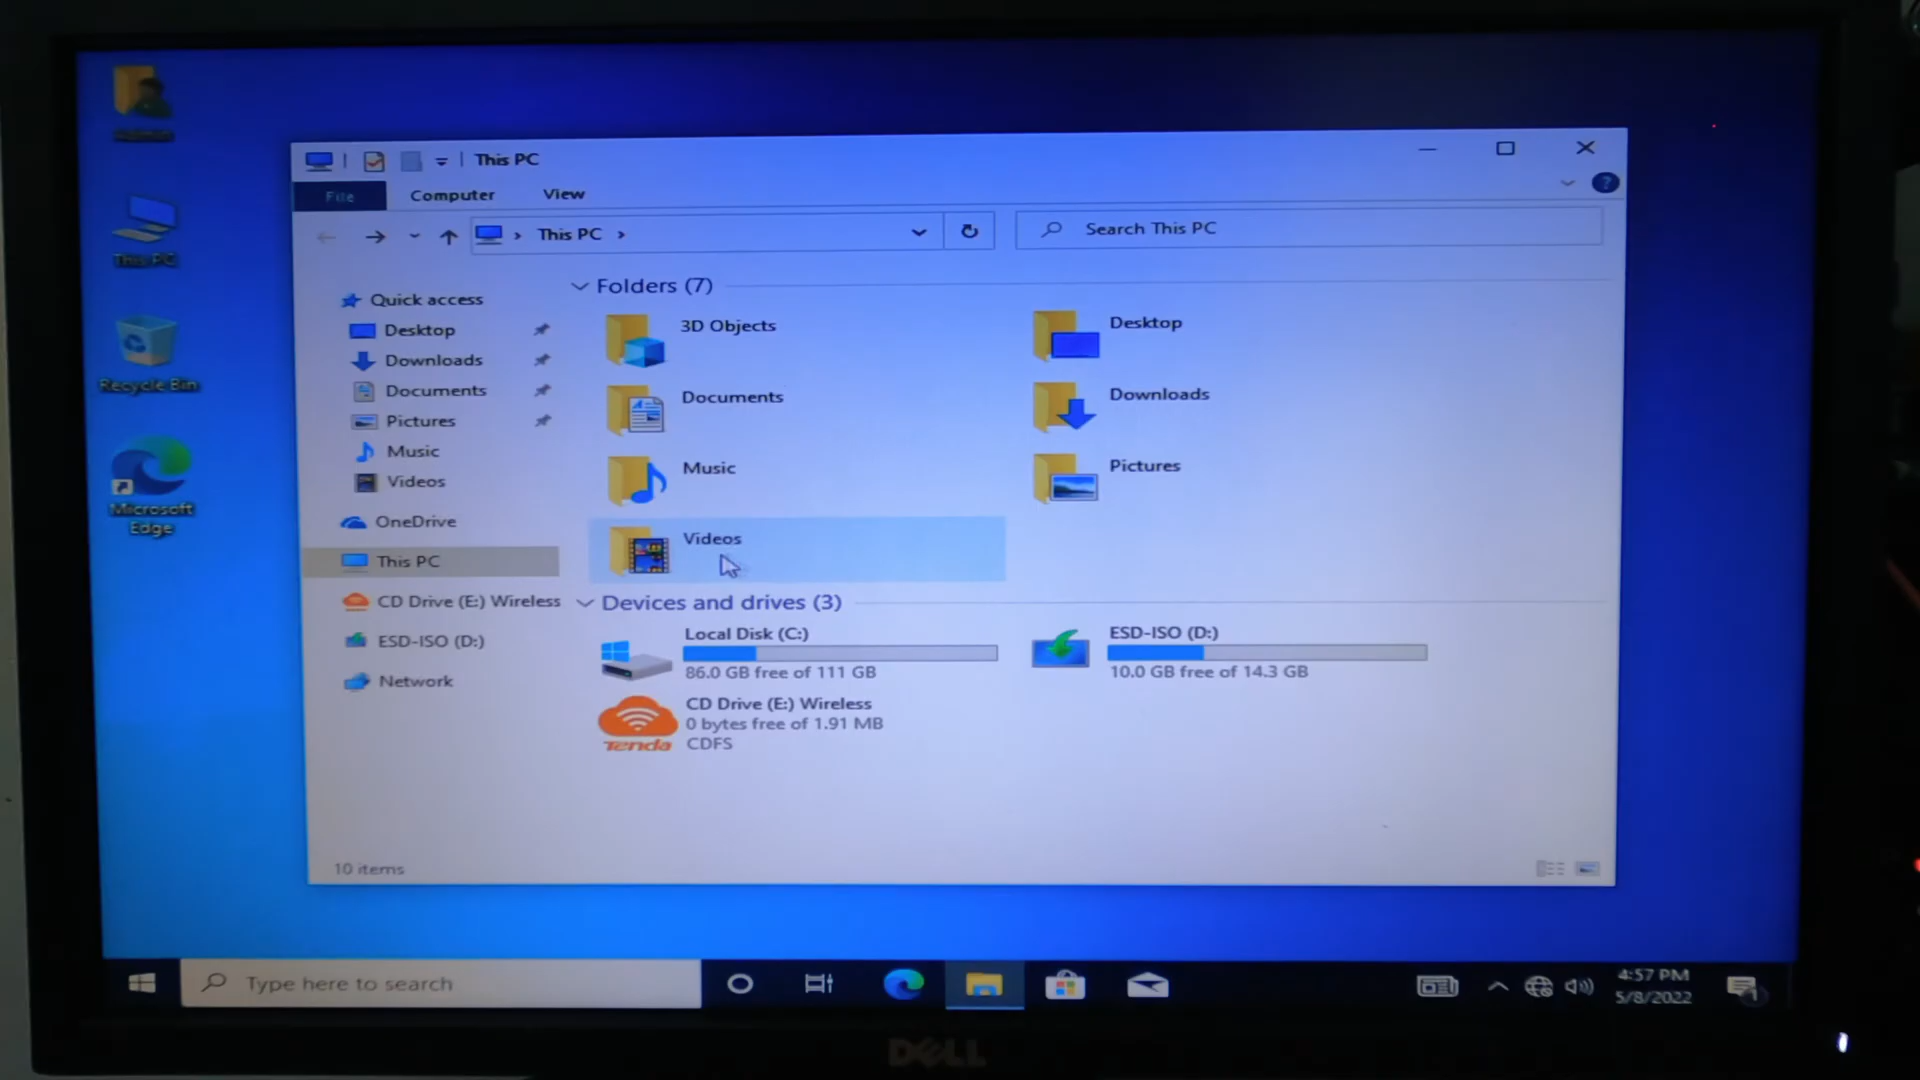 This PC
Recycle Bin
Microsoft
Edge
This PC
File
Computer
View
This PC
Search This PC
Quick access
Desktop
Downloads
Documents
Pictures
Music
Videos
OneDrive
This PC
CD Drive (E:) Wireless
ESD-ISO (D:)
Network
Folders (7)
3D Objects
Desktop
Documents
Downloads
Music
Pictures
Videos
Devices and drives (3)
Local Disk (C:)
86.0 GB free of 111 GB
ESD-ISO (D:)
10.0 GB free of 14.3 GB
Tenda
CD Drive (E:) Wireless
0 bytes free of 1.91 MB
CDFS
10 items
Type here to search
4:57 PM
5/8/2022
1
DELL